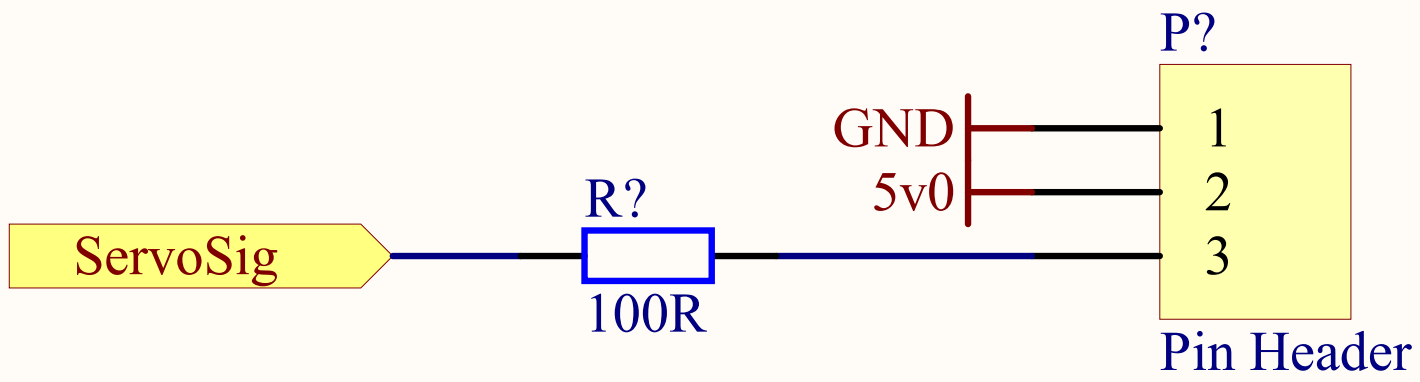 P?
GND
1
5v0
2
R?
ServoSig
3
100R
Pin Header